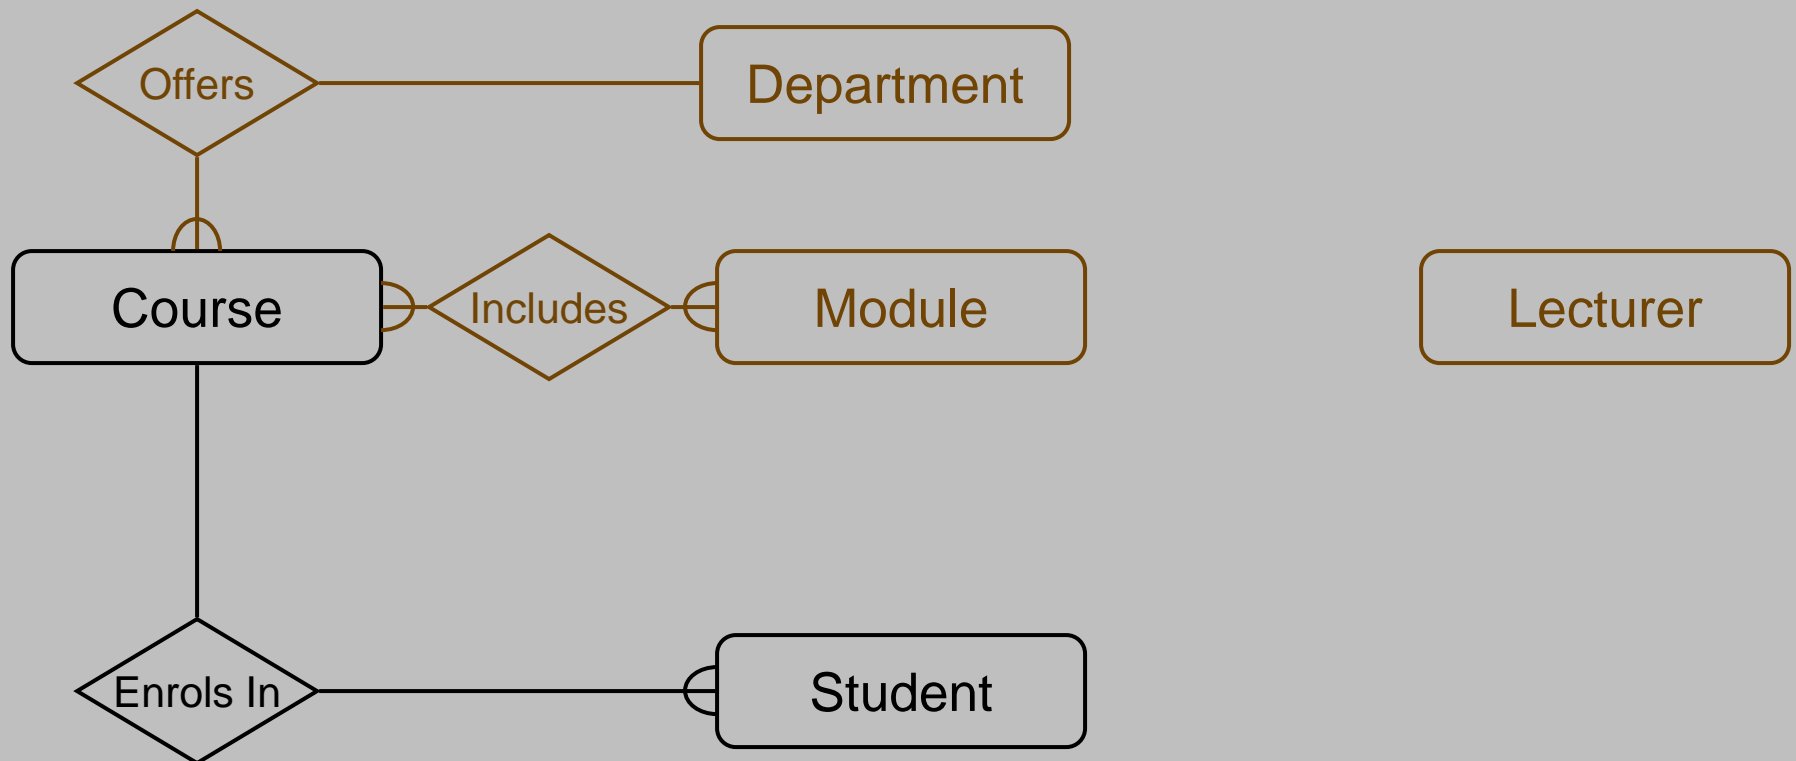 Offers
Department
Course
Includes
Module
Lecturer
Enrols In
Student